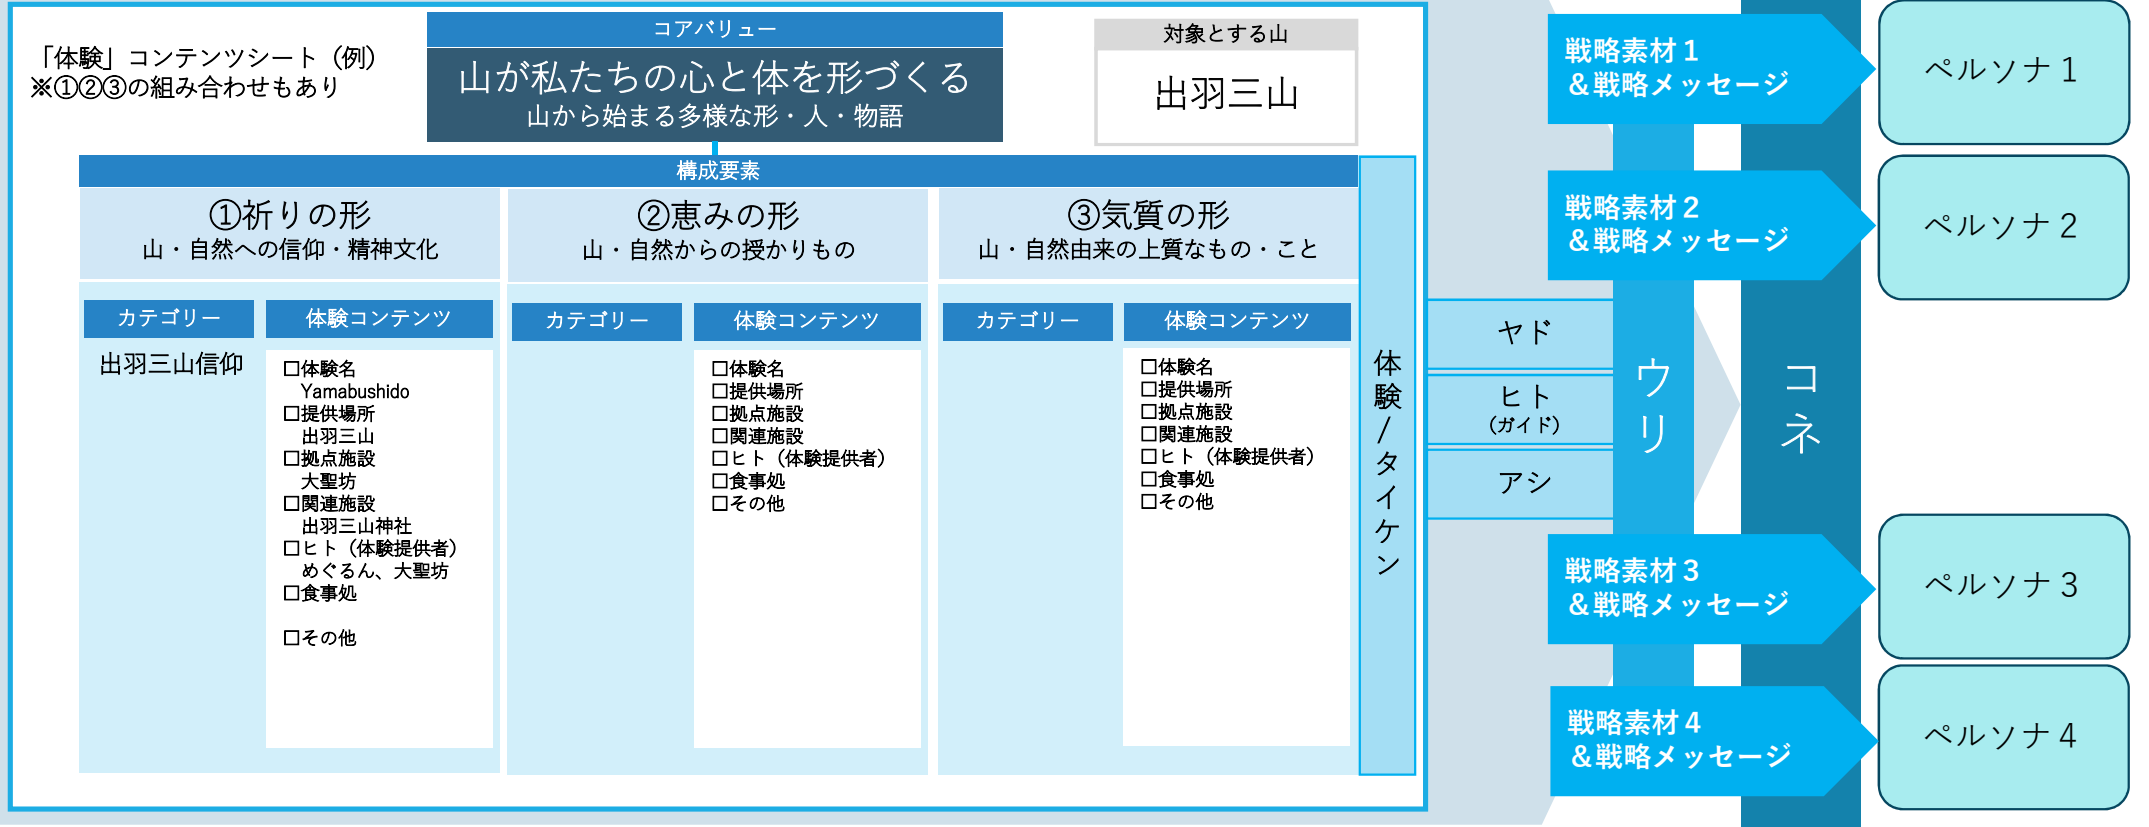 「体験」コンテンツシート（例）
※①②③の組み合わせもあり
コアバリュー
山が私たちの心と体を形づくる
山から始まる多様な形・人・物語
対象とする山
出羽三山
構成要素
①祈りの形
山・自然への信仰・精神文化
カテゴリー
体験コンテンツ
出羽三山信仰
□体験名
Yamabushido
□提供場所
出羽三山
□拠点施設
大聖坊
□関連施設
出羽三山神社
□ヒト（体験提供者）
めぐるん、大聖坊
□食事処
□その他
②恵みの形
山・自然からの授かりもの
カテゴリー
体験コンテンツ
□体験名
□提供場所
□拠点施設
□関連施設
□ヒト（体験提供者）
□食事処
□その他
③気質の形
山・自然由来の上質なもの・こと
カテゴリー
体験コンテンツ
□体験名
□提供場所
□拠点施設
□関連施設
□ヒト（体験提供者）
□食事処
□その他
体験/タイケン
ヤド
ヒト
（ガイド）
アシ
ウリ
コネ
戦略素材１
＆戦略メッセージ
ペルソナ１
戦略素材２
＆戦略メッセージ
ペルソナ２
戦略素材３
＆戦略メッセージ
ペルソナ３
戦略素材４
＆戦略メッセージ
ペルソナ４